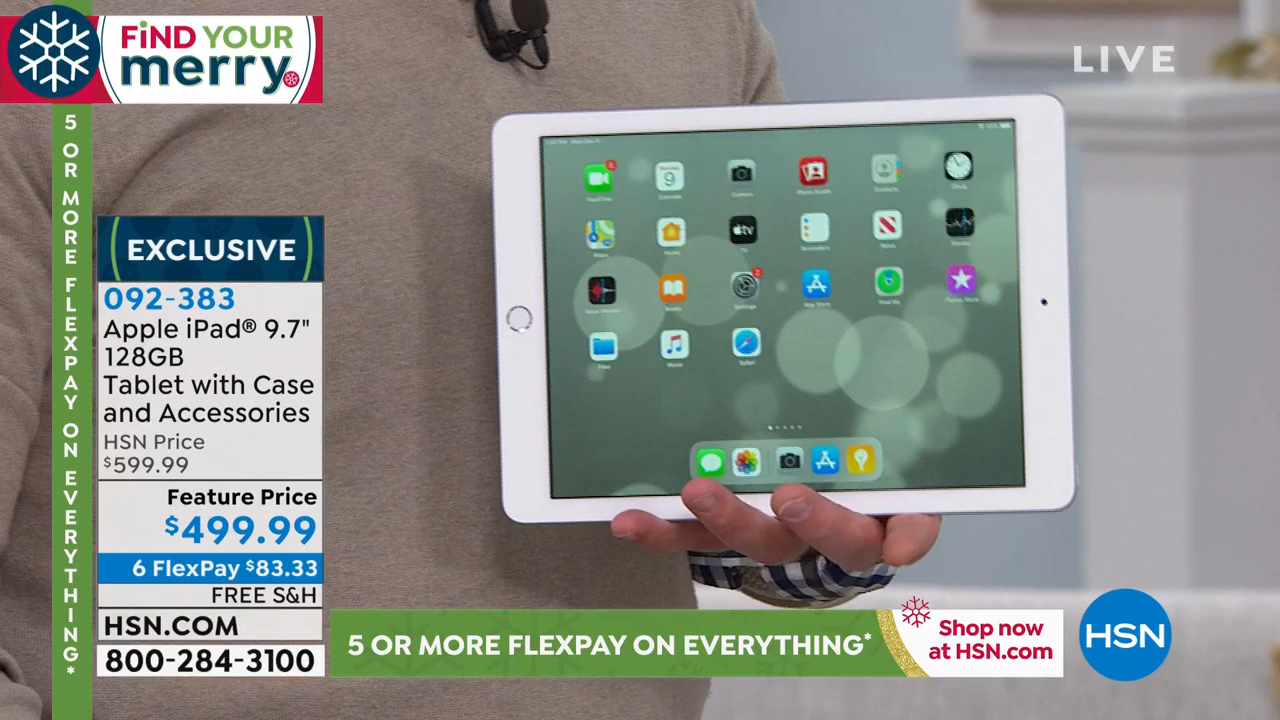 FiND YOUR
merry.
LIVE
5 OR MORE FLEXPAY ON EVERYTHING*
EXCLUSIVE
092-383
Apple iPad® 9.7"
128GB
Tablet with Case
and Accessories
HSN Price
$599.99
Feature Price
$499.99
6 FlexPay $83.33
FREE S&H
HSN.COM
800-284-3100
9
tv
5 OR MORE FLEXPAY ON EVERYTHING*
Shop now
at HSN.com
HSN